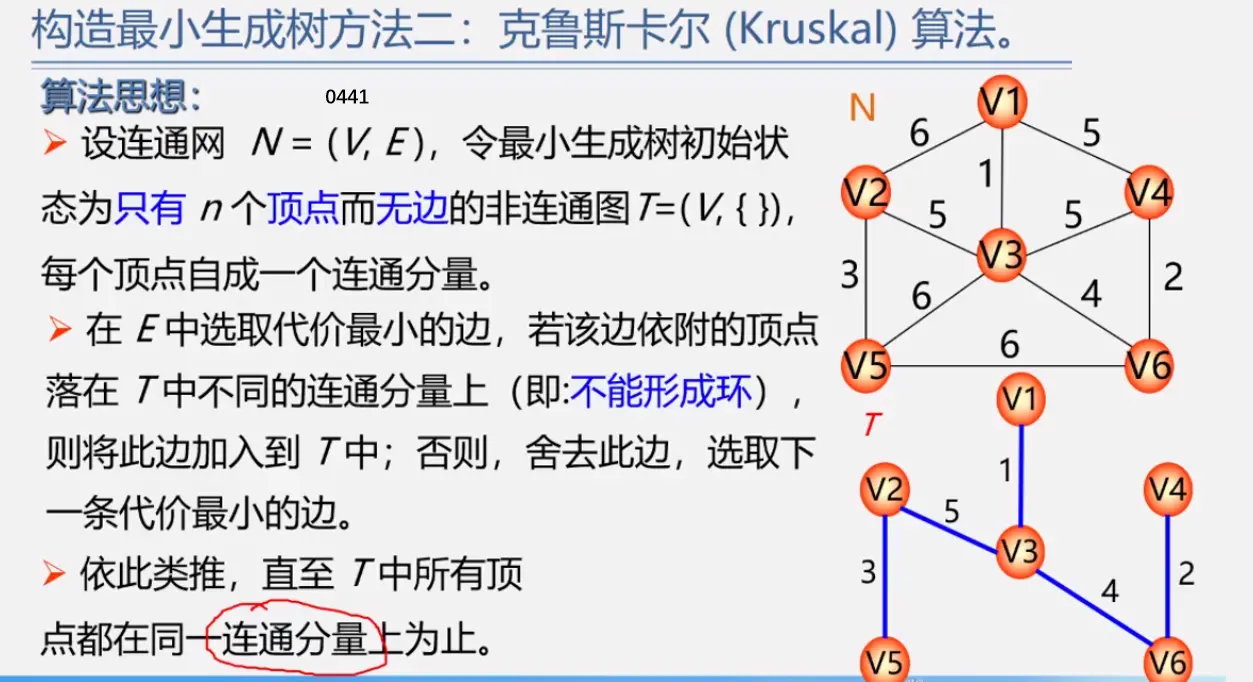 构造最小生成树方法二：克鲁斯卡尔 (Kruskal) 算法。
算法思想：
0441
➢ 设连通网 N = (V, E )，令最小生成树初始状
态为只有 n 个顶点而无边的非连通图T=(V, { })，
每个顶点自成一个连通分量。
➢ 在 E 中选取代价最小的边，若该边依附的顶点
落在 T 中不同的连通分量上（即:不能形成环），
则将此边加入到 T 中；否则，舍去此边，选取下
一条代价最小的边。
➢ 依此类推，直至 T 中所有顶
点都在同一连通分量上为止。
N
V1
6
5
1
V2
V4
5
5
V3
3
2
6
4
6
V5
V6
T
V1
1
V2
V4
5
V3
3
2
4
V5
V6